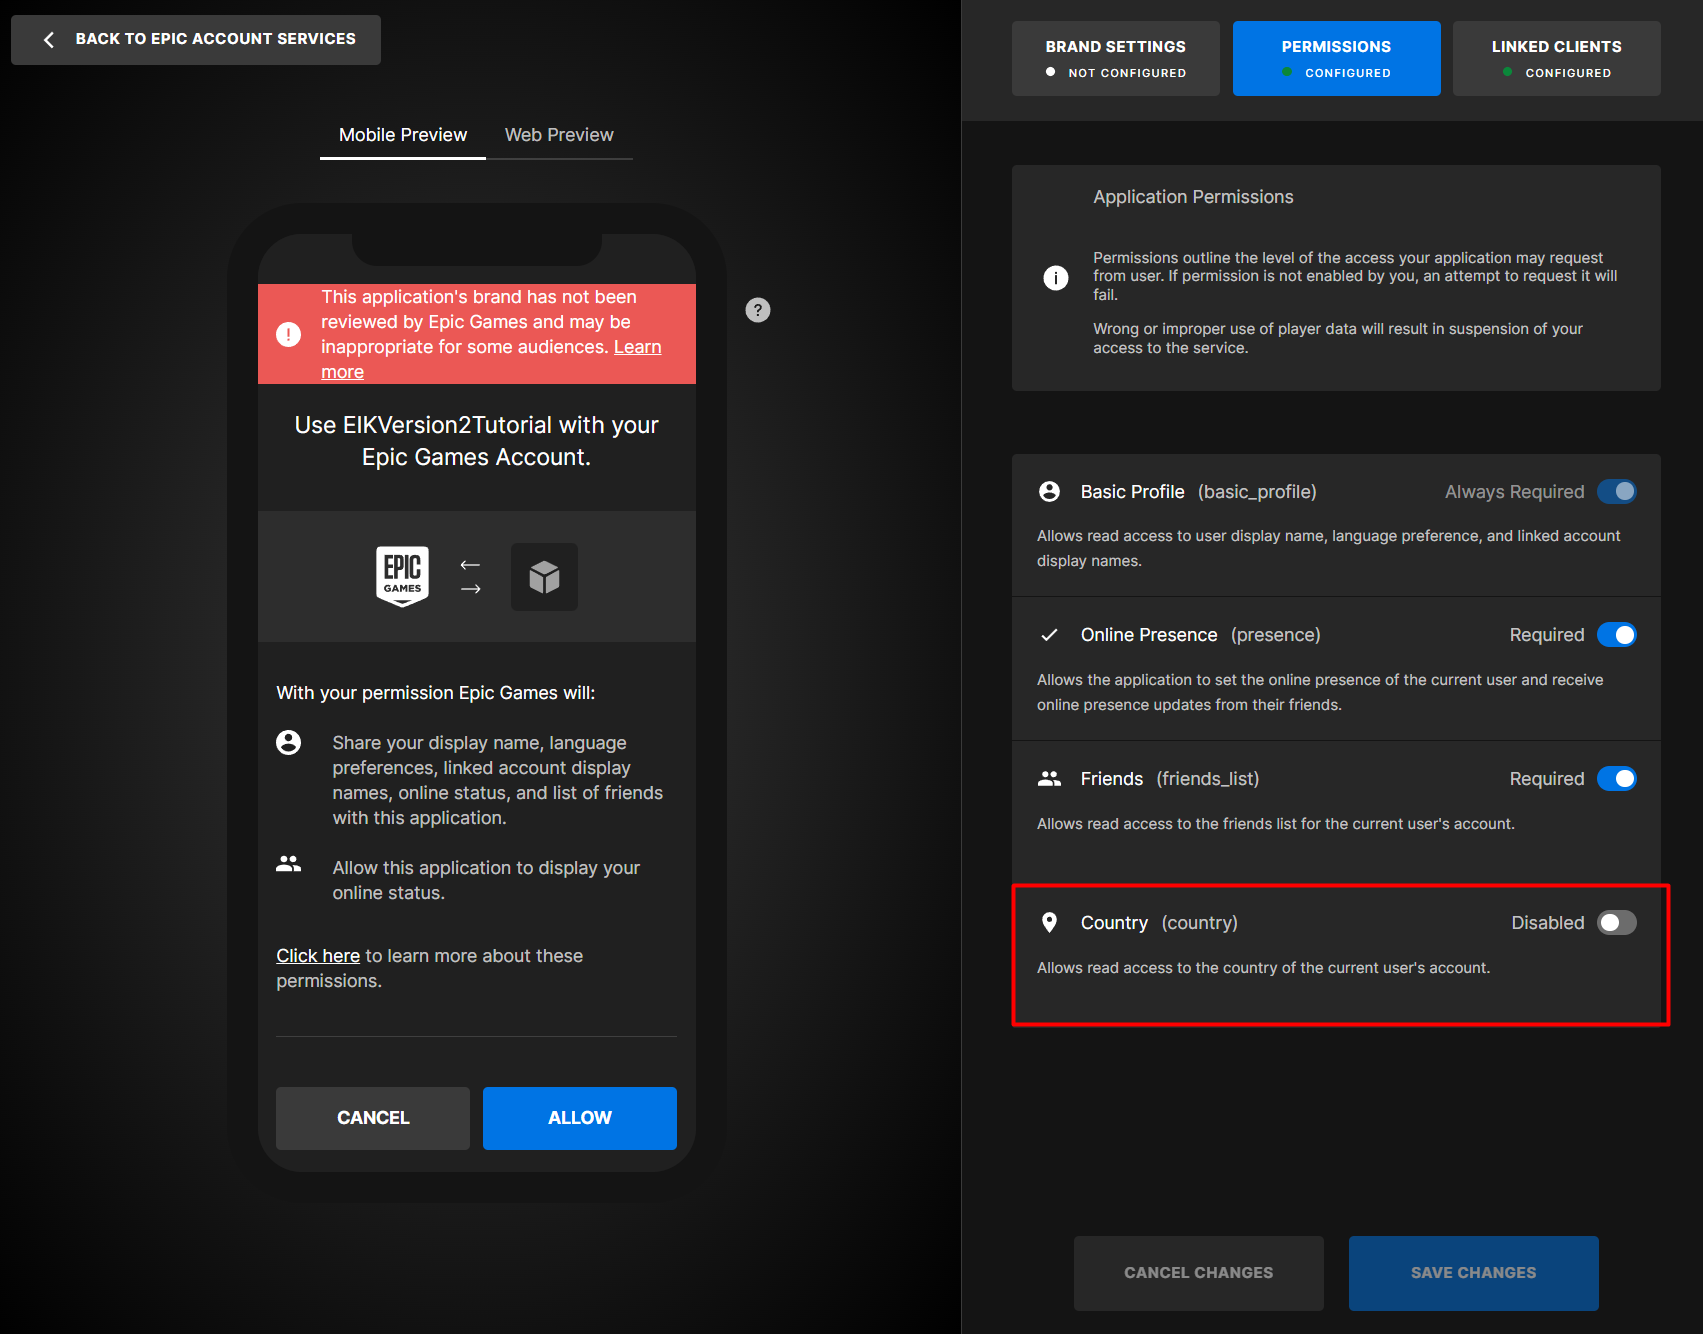 BACK TO EPIC ACCOUNT SERVICES
Mobile Preview
Web Preview
This application's brand has not been
reviewed by Epic Games and may be
inappropriate for some audiences. Learn
more
?
Use EIKVersion2Tutorial with your
Epic Games Account.
EPIC
GAMES
With your permission Epic Games will:
Share your display name, language
preferences, linked account display
names, online status, and list of friends
with this application.
Allow this application to display your
online status.
Click here to learn more about these
permissions.
CANCEL
ALLOW
BRAND SETTINGS
NOT CONFIGURED
PERMISSIONS
CONFIGURED
LINKED CLIENTS
CONFIGURED
Application Permissions
Permissions outline the level of the access your application may request
from user. If permission is not enabled by you, an attempt to request it will
fail.
Wrong or improper use of player data will result in suspension of your
access to the service.
Basic Profile (basic_profile) Always Required
Allows read access to user display name, language preference, and linked account
display names.
Online Presence (presence) Required
Allows the application to set the online presence of the current user and receive
online presence updates from their friends.
Friends (friends_list) Required
Allows read access to the friends list for the current user's account.
Country (country) Disabled
Allows read access to the country of the current user's account.
CANCEL CHANGES
SAVE CHANGES